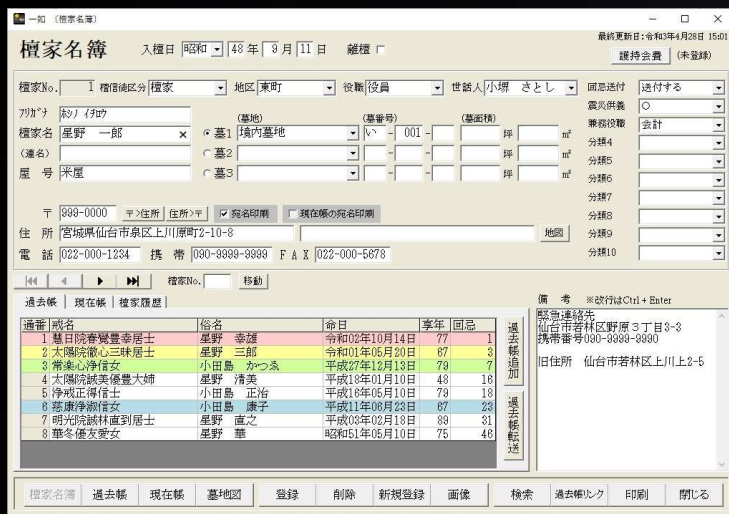 一如 〔檀家名簿〕
最終更新日:令和3年4月28日 15:01
檀家名簿 入檀日 昭和 48 年 9 月 11 日 離檀
護持会費 (未登録)
檀家No. 1 檀信徒区分 檀家 地区 東町 役職 役員 世話人 小堺 さとし 回忌送付 送付する
震災供養 ○
フリガナ ホシノ イチロウ (墓地) (墓番号) (墓面積) 兼務役職 会計
檀家名 星野 一郎 × 墓1 境内墓地 い - 001 - 坪 ㎡ 分類4
(連名) 墓2 - - 坪 ㎡ 分類5
屋 号 米屋 墓3 - - 坪 ㎡ 分類6
分類7
〒 999-0000 〒>住所 住所>〒 宛名印刷 現在帳の宛名印刷 分類8
住 所 宮城県仙台市泉区上川原町2-10-8 地図 分類9
電 話 022-000-1234 携 帯 090-9999-9999 FAX 022-000-5678 分類10
檀家No. 移動
過去帳 現在帳 檀家履歴
備 考 ※改行はCtrl + Enter
通番 戒名 俗名 命日 享年 回忌
1 慧日院春覺豊幸居士 星野 幸雄 令和02年10月14日 77 1
2 太陽院徹心三昧居士 星野 三郎 令和01年05月20日 67 3
3 常楽心浄信女 小田島 かつゑ 平成27年12月13日 79 7
4 太陽院誠美優豊大姉 星野 清美 平成18年01月10日 48 16
5 浄戒正得信士 小田島 正治 平成16年05月10日 79 18
6 慈康浄淑信女 小田島 康子 平成11年06月23日 67 23
7 明光院誠林直到居士 星野 直之 平成03年02月18日 89 31
8 華冬優友愛女 星野 華 昭和51年05月10日 75 46
過去帳追加
過去帳転送
緊急連絡先
仙台市若林区野原3丁目3-3
携帯番号090-9999-9990
旧住所 仙台市若林区上川上2-5
檀家名簿 過去帳 現在帳 墓地図 登録 削除 新規登録 画像 検索 過去帳リンク 印刷 閉じる